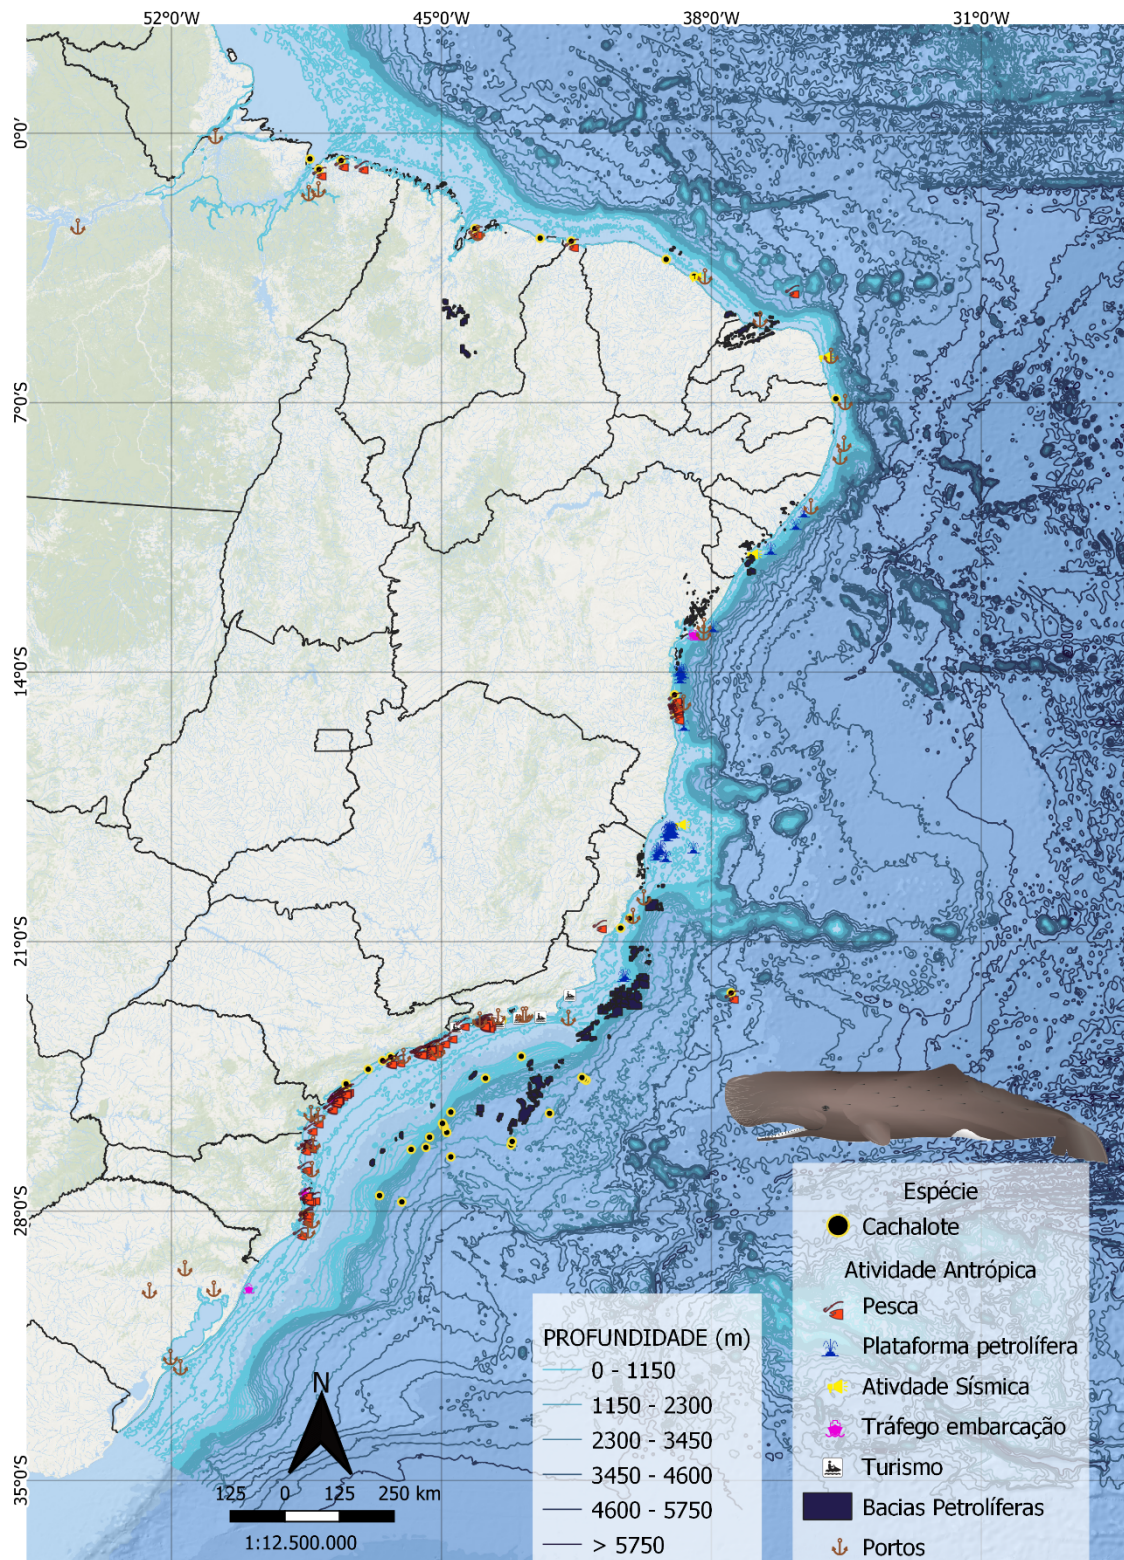 52°0'W 45°0'W 38°0'W 31°0'W
0°0'
7°0'S
14°0'S
21°0'S
28°0'S
35°0'S
Espécie
Cachalote
Atividade Antrópica
Pesca
Plataforma petrolífera
Ativdade Sísmica
Tráfego embarcação
Turismo
Bacias Petrolíferas
Portos
PROFUNDIDADE (m)
0 - 1150
1150 - 2300
2300 - 3450
3450 - 4600
4600 - 5750
> 5750
N
125 0 125 250 km
1:12.500.000